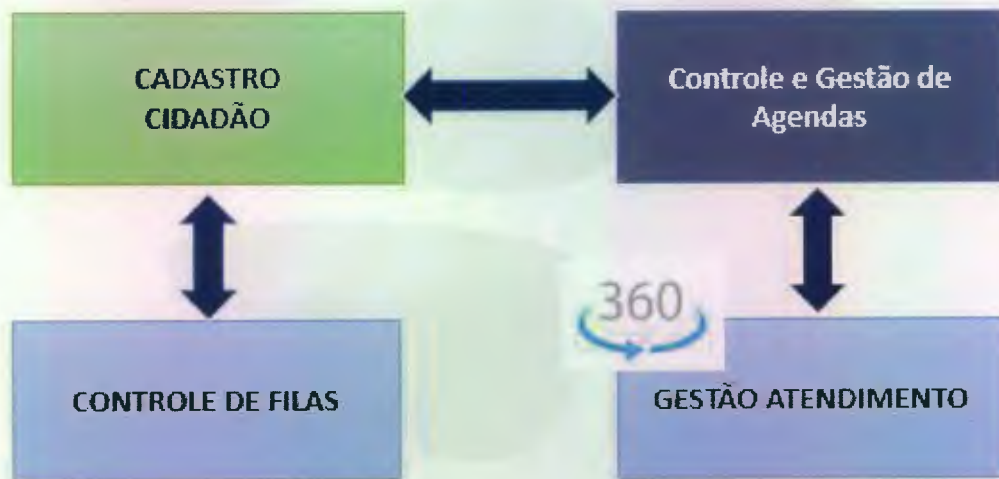 CADASTRO
CIDADÃO
Controle e Gestão de
Agendas
360
CONTROLE DE FILAS
GESTÃO ATENDIMENTO